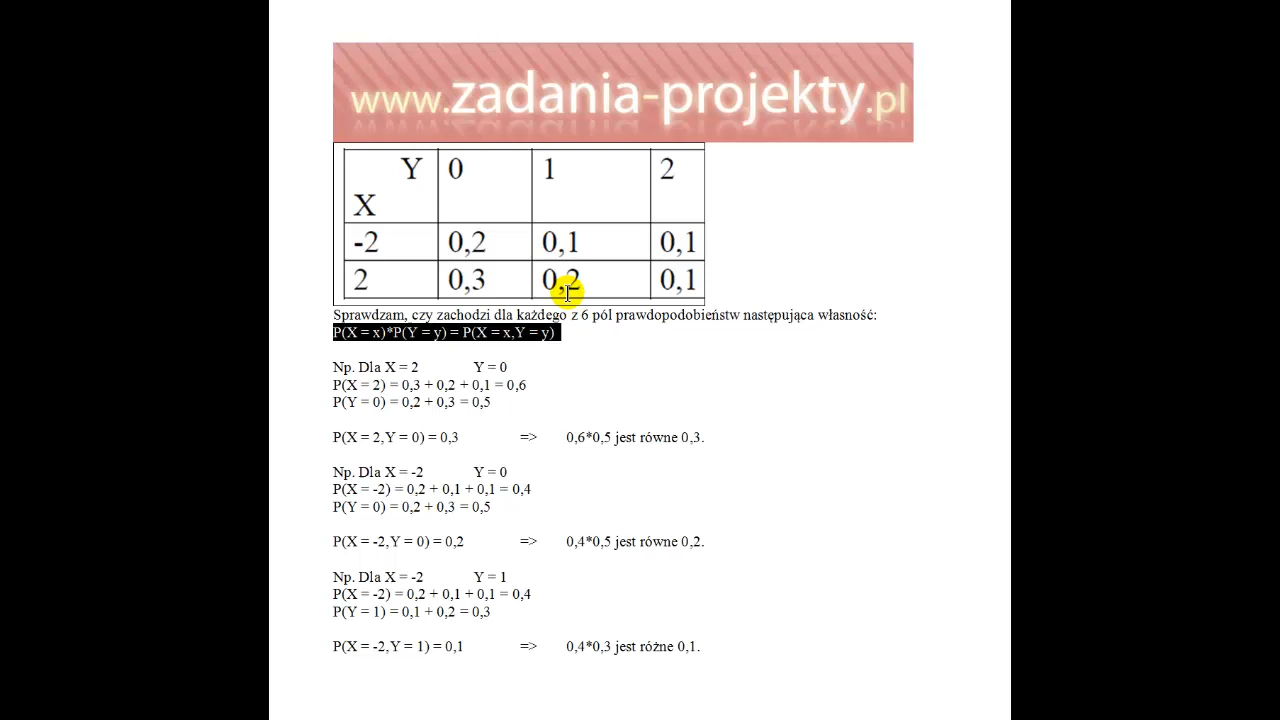 www.zadania-projekty.pl
Y 0 1 2
X
-2 0,2 0,1 0,1
2 0,3 0,2 0,1
Sprawdzam, czy zachodzi dla każdego z 6 pól prawdopodobieństw następująca własność:
P(X = x)*P(Y = y) = P(X = x,Y = y)
Np. Dla X = 2 Y = 0
P(X = 2) = 0,3 + 0,2 + 0,1 = 0,6
P(Y = 0) = 0,2 + 0,3 = 0,5
P(X = 2,Y = 0) = 0,3 => 0,6*0,5 jest równe 0,3.
Np. Dla X = -2 Y = 0
P(X = -2) = 0,2 + 0,1 + 0,1 = 0,4
P(Y = 0) = 0,2 + 0,3 = 0,5
P(X = -2,Y = 0) = 0,2 => 0,4*0,5 jest równe 0,2.
Np. Dla X = -2 Y = 1
P(X = -2) = 0,2 + 0,1 + 0,1 = 0,4
P(Y = 1) = 0,1 + 0,2 = 0,3
P(X = -2,Y = 1) = 0,1 => 0,4*0,3 jest różne 0,1.